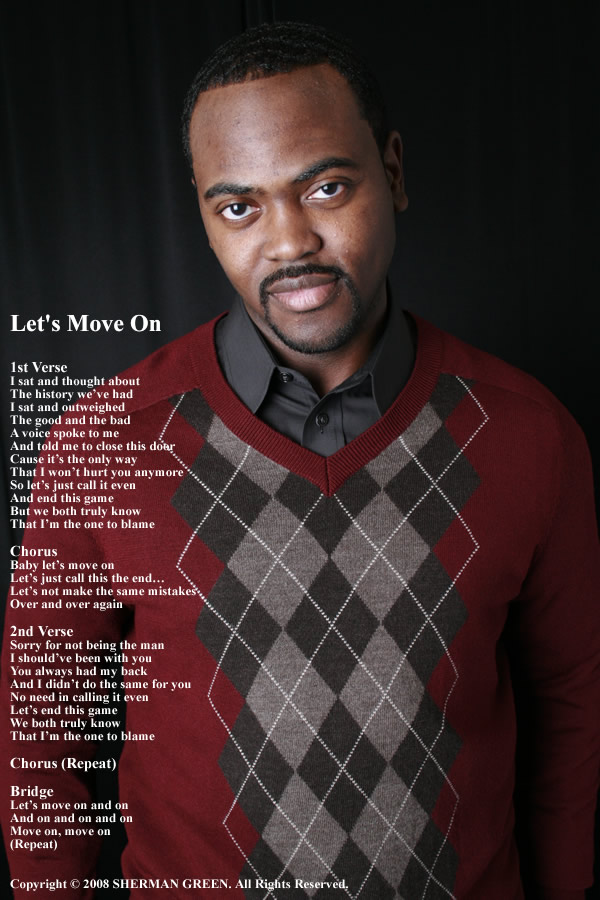 Let's Move On
1st Verse
I sat and thought about
The history we've had
I sat and outweighed
The good and the bad
A voice spoke to me
And told me to close this door
Cause it's the only way
That I won't hurt you anymore
So let's just call it even
And end this game
But we both truly know
That I'm the one to blame
Chorus
Baby let's move on
Let's just call this the end…
Let's not make the same mistakes
Over and over again
2nd Verse
Sorry for not being the man
I should've been with you
You always had my back
And I didn't do the same for you
No need in calling it even
Let's end this game
We both truly know
That I'm the one to blame
Chorus (Repeat)
Bridge
Let's move on and on
And on and on and on
Move on, move on
(Repeat)
Copyright © 2008 SHERMAN GREEN. All Rights Reserved.